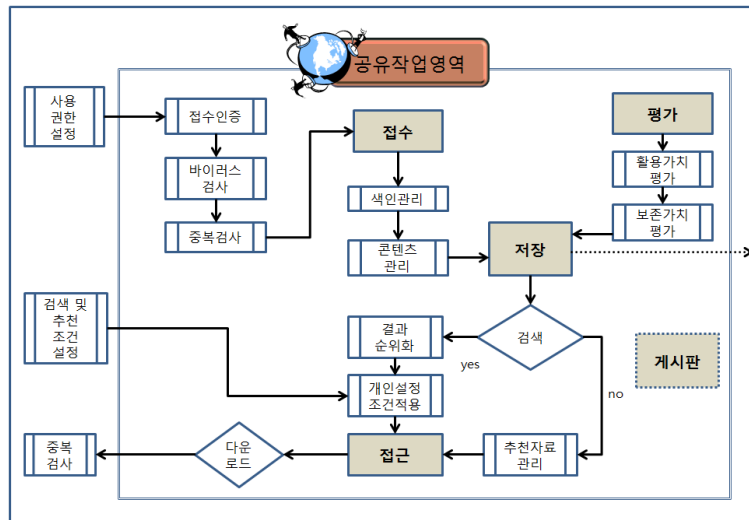 공유작업영역
사용
권한
설정
접수인증
바이러스
검사
중복검사
접수
색인관리
콘텐츠
관리
평가
활용가치
평가
보존가치
평가
저장
검색 및
추천
조건
설정
결과
순위화
yes
검색
no
게시판
개인설정
조건적용
중복
검사
다운
로드
접근
추천자료
관리